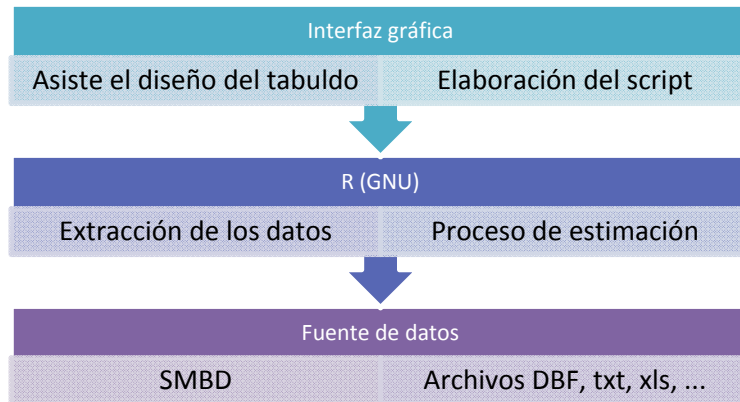 Interfaz gráfica
Asiste el diseño del tabuldo
Elaboración del script
R (GNU)
Extracción de los datos
Proceso de estimación
Fuente de datos
SMBD
Archivos DBF, txt, xls, ...